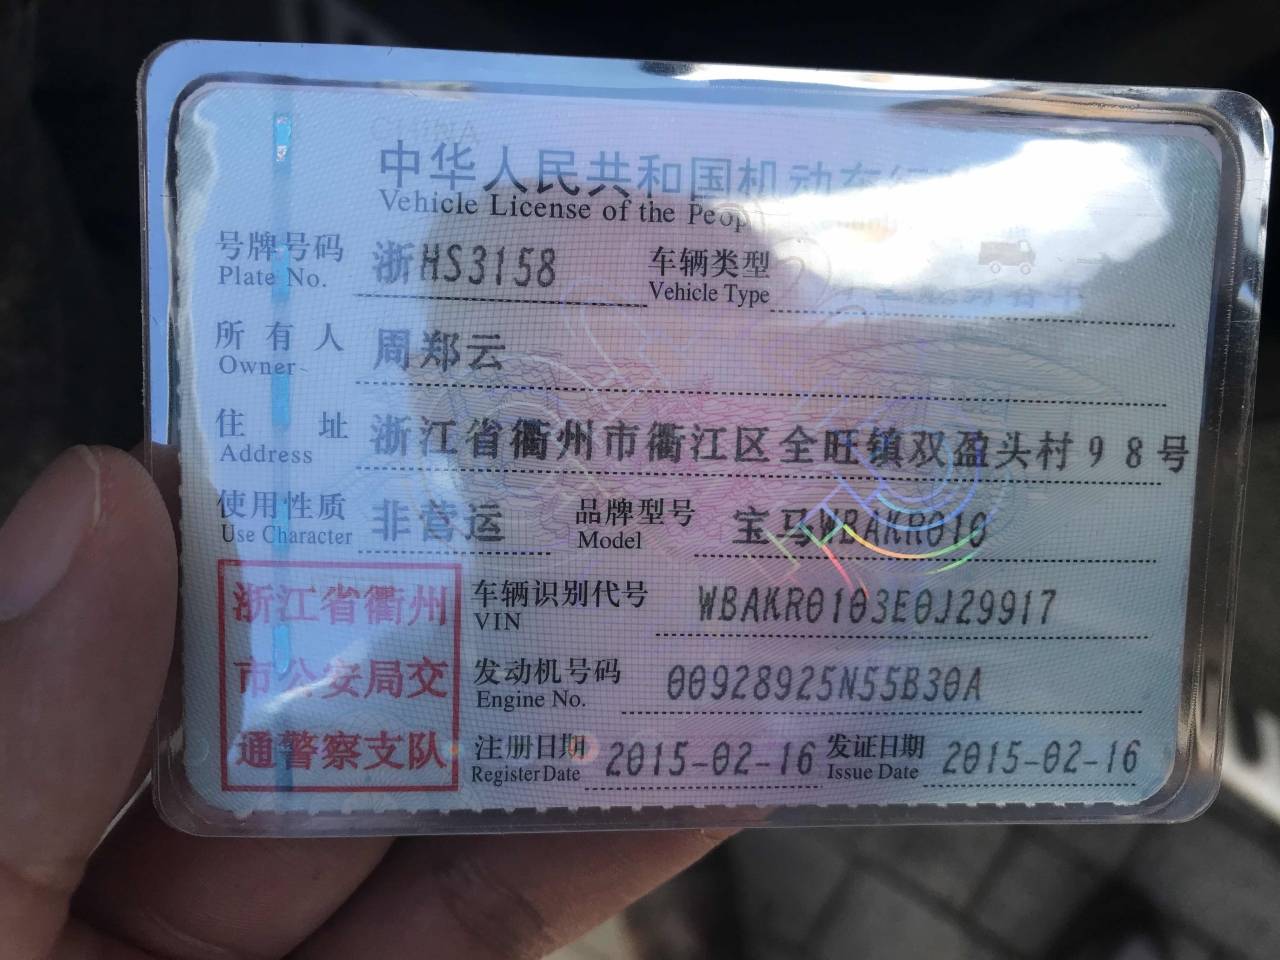 中华人民共和国机动车
Vehicle License of the Peop
号牌号码 浙HS3158 车辆类型
Plate No. Vehicle Type
所有人 周郑云
Owner
住址 浙江省衢州市衢江区全旺镇双盈头村98号
Address
使用性质 非营运 品牌型号 宝马WBAKR010
Use Character Model
浙江省衢州
市公安局交
通警察支队
车辆识别代号 WBAKR0103E0J29917
VIN
发动机号码 00928925N55B30A
Engine No.
注册日期 2015-02-16 发证日期 2015-02-16
Register Date Issue Date